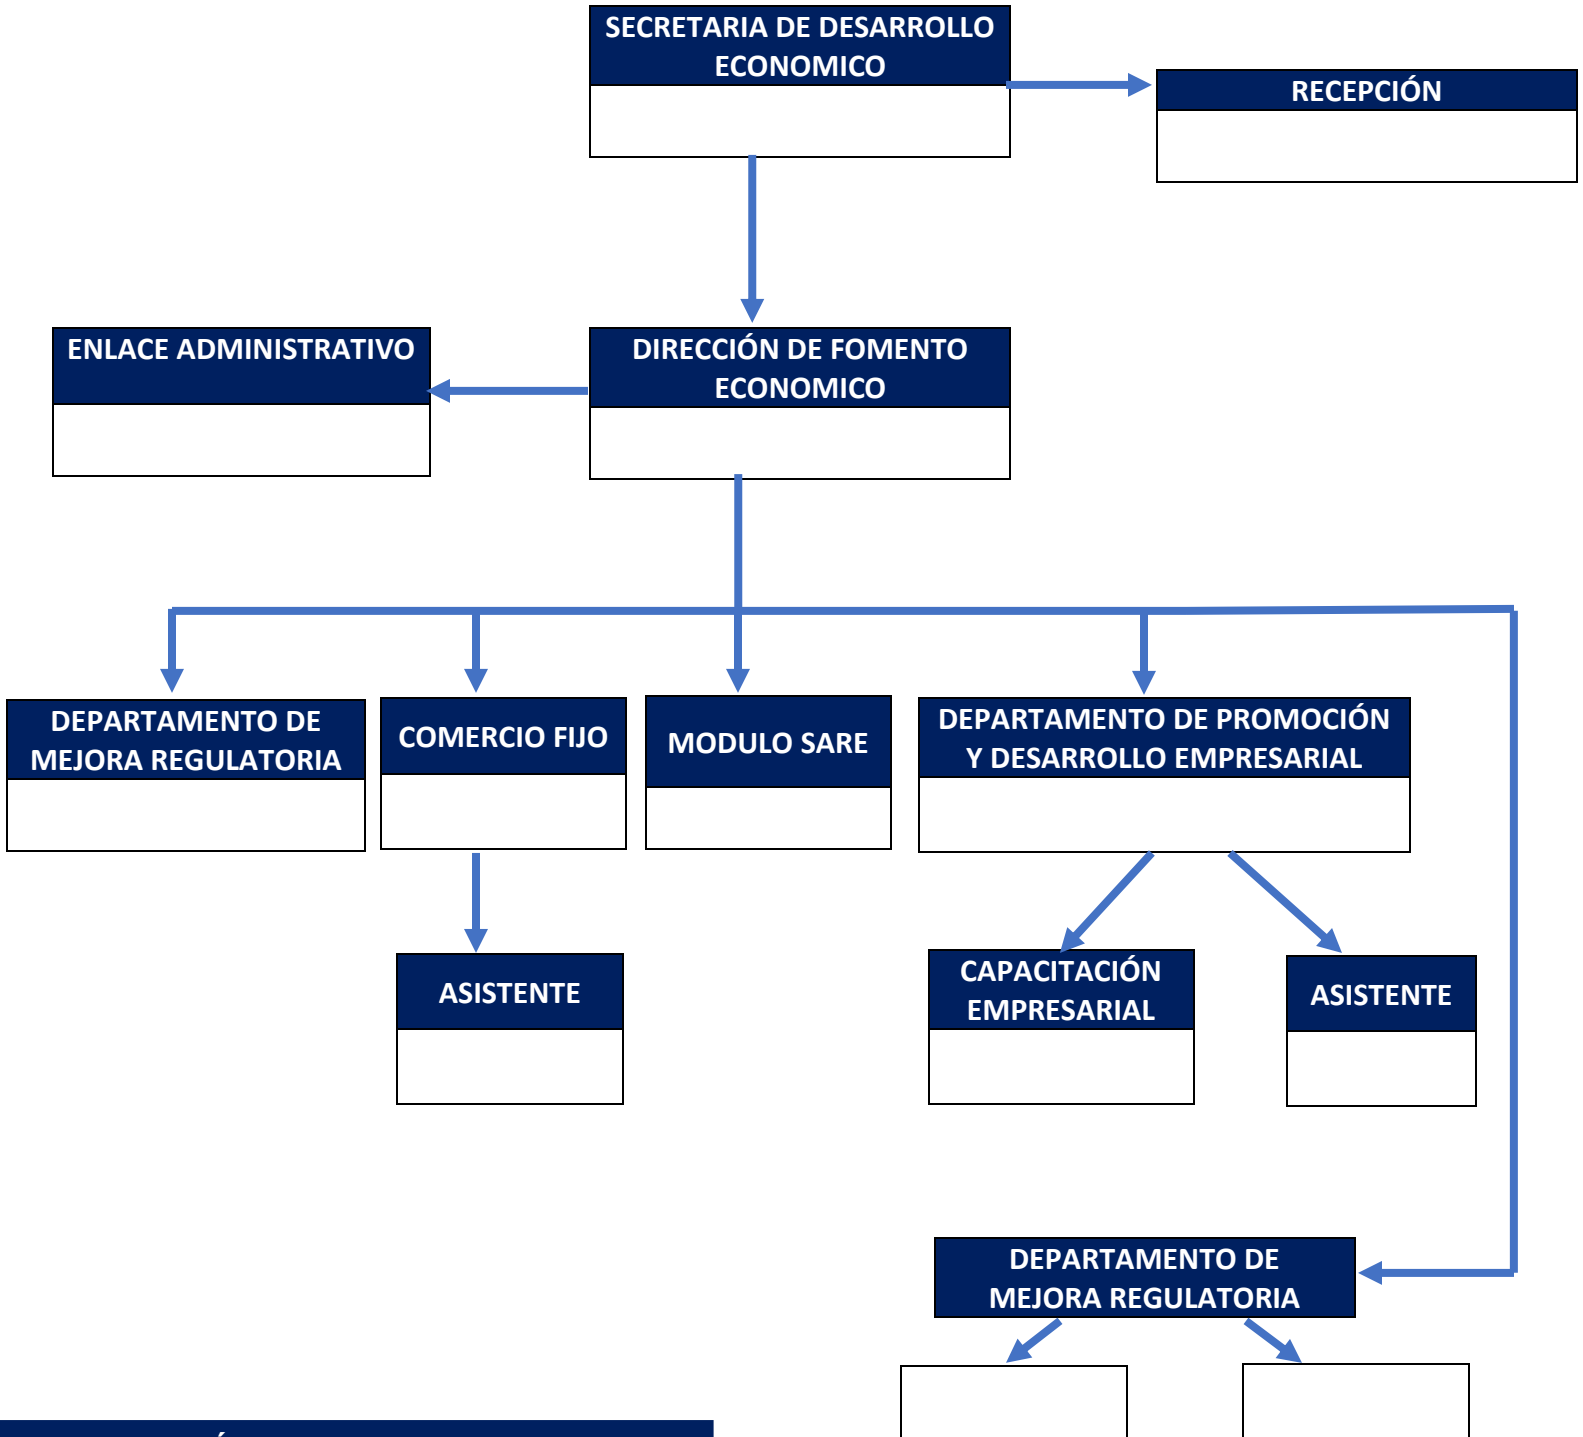 SECRETARIA DE DESARROLLO
ECONOMICO
RECEPCIÓN
ENLACE ADMINISTRATIVO
DIRECCIÓN DE FOMENTO
ECONOMICO
DEPARTAMENTO DE
MEJORA REGULATORIA
COMERCIO FIJO
MODULO SARE
DEPARTAMENTO DE PROMOCIÓN
Y DESARROLLO EMPRESARIAL
ASISTENTE
CAPACITACIÓN
EMPRESARIAL
ASISTENTE
DEPARTAMENTO DE
MEJORA REGULATORIA